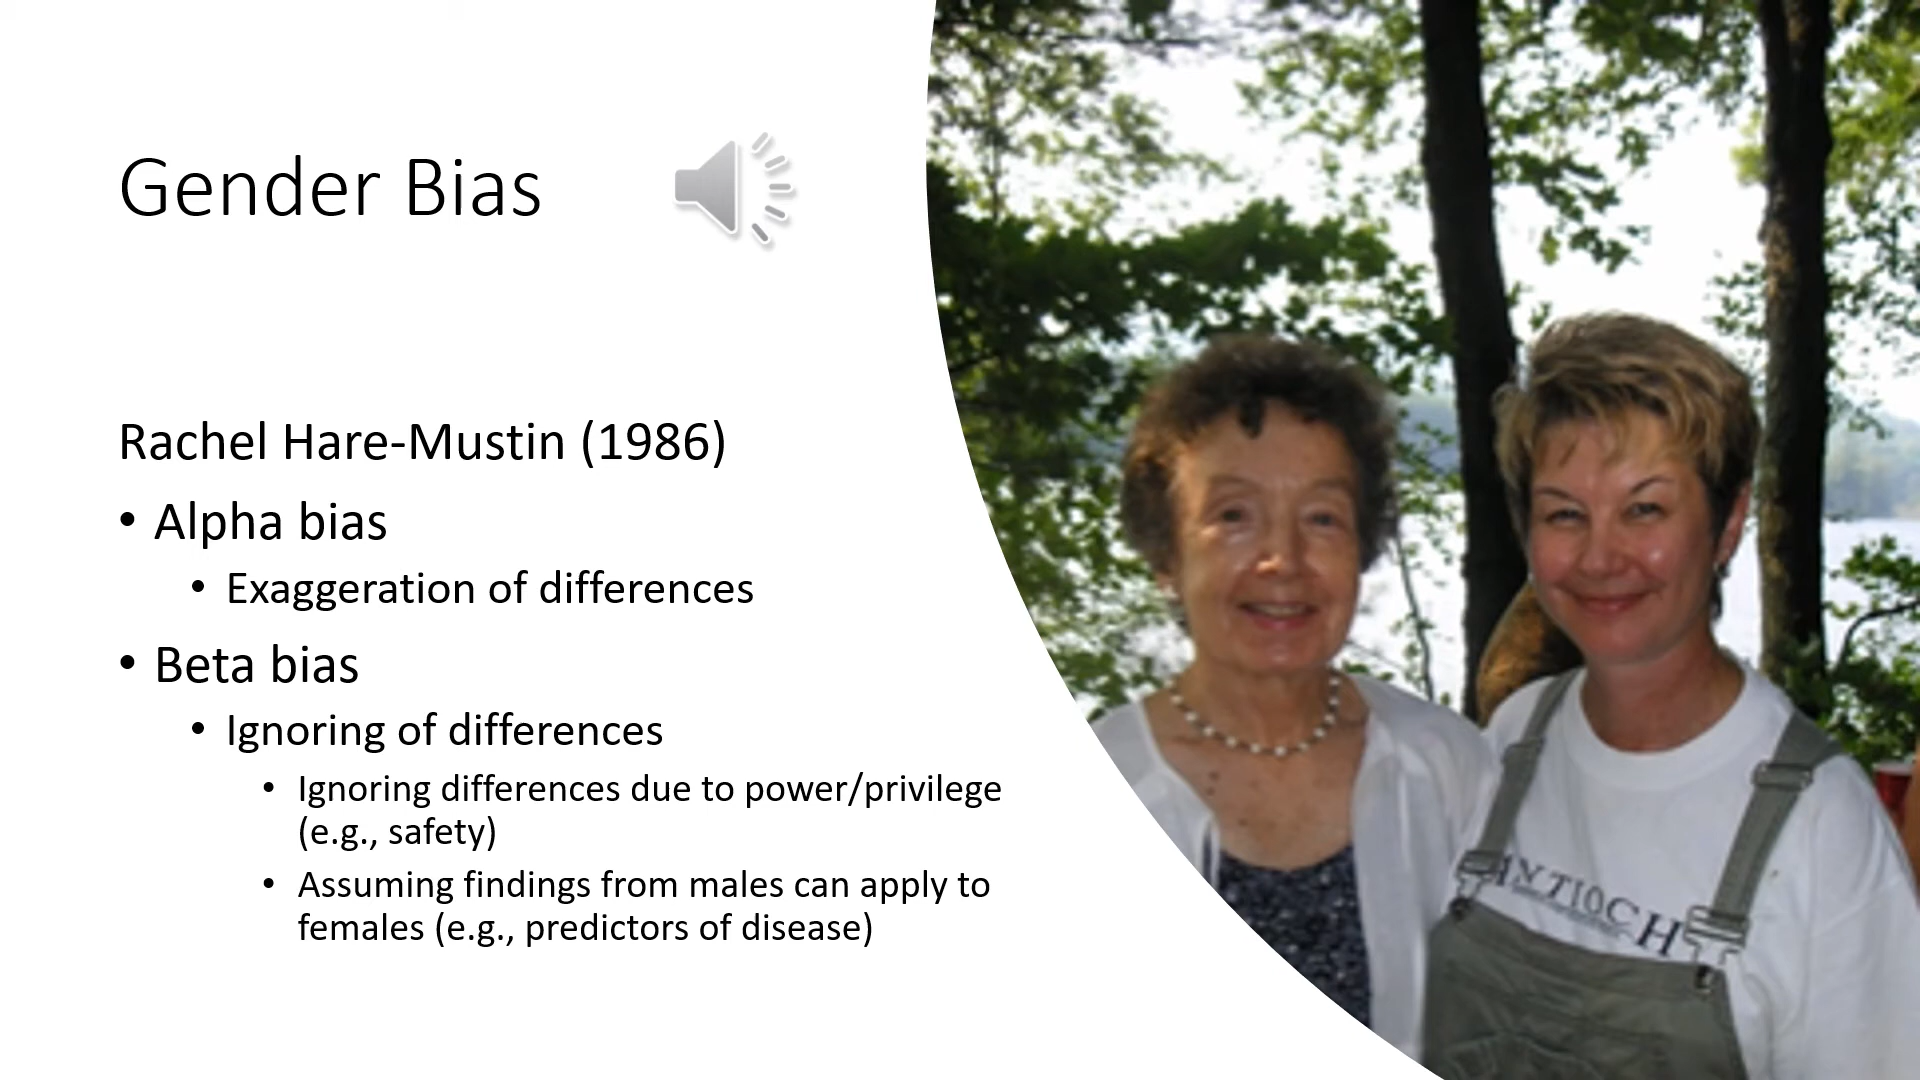 Gender Bias
Rachel Hare-Mustin (1986)
• Alpha bias
• Exaggeration of differences
• Beta bias
• Ignoring of differences
• Ignoring differences due to power/privilege
(e.g., safety)
• Assuming findings from males can apply to
females (e.g., predictors of disease)
ANTIOCH